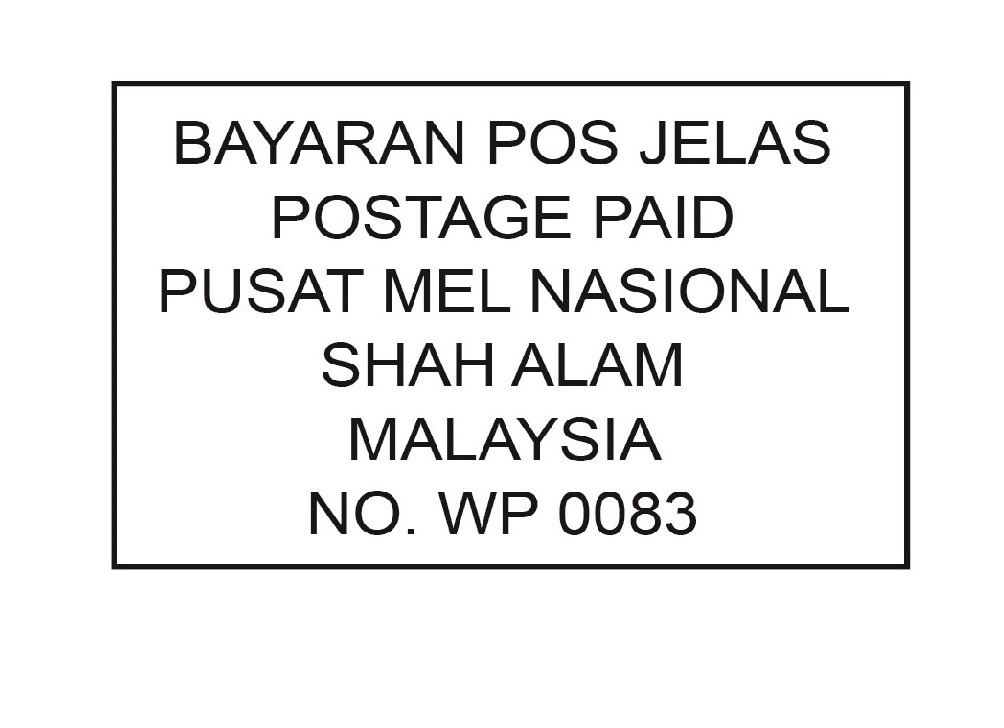 BAYARAN POS JELAS
POSTAGE PAID
PUSAT MEL NASIONAL
SHAH ALAM
MALAYSIA
NO. WP 0083